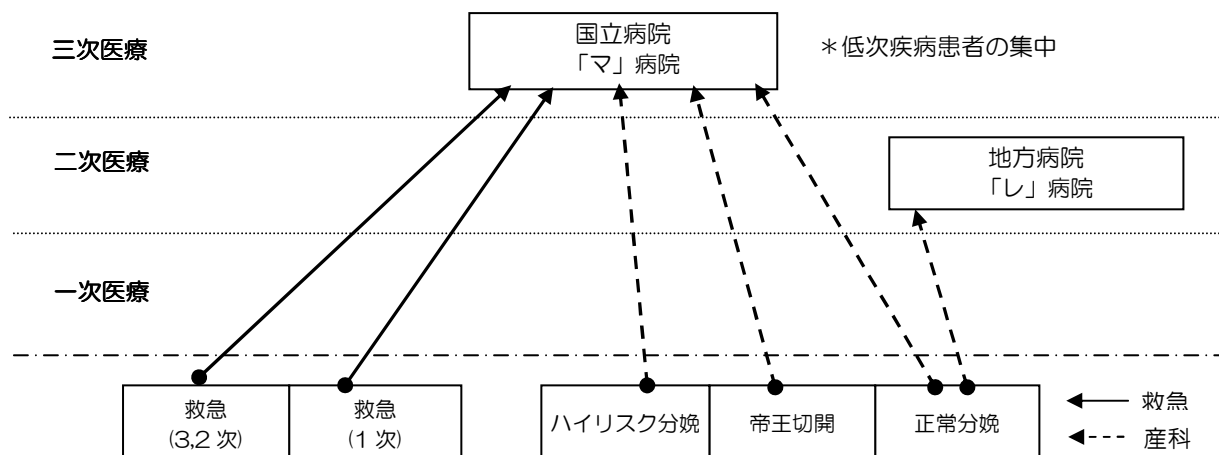 三次医療
国立病院
「マ」病院
＊低次疾病患者の集中
二次医療
地方病院
「レ」病院
一次医療
救急
(3,2 次)
救急
(1 次)
ハイリスク分娩
帝王切開
正常分娩
救急
産科